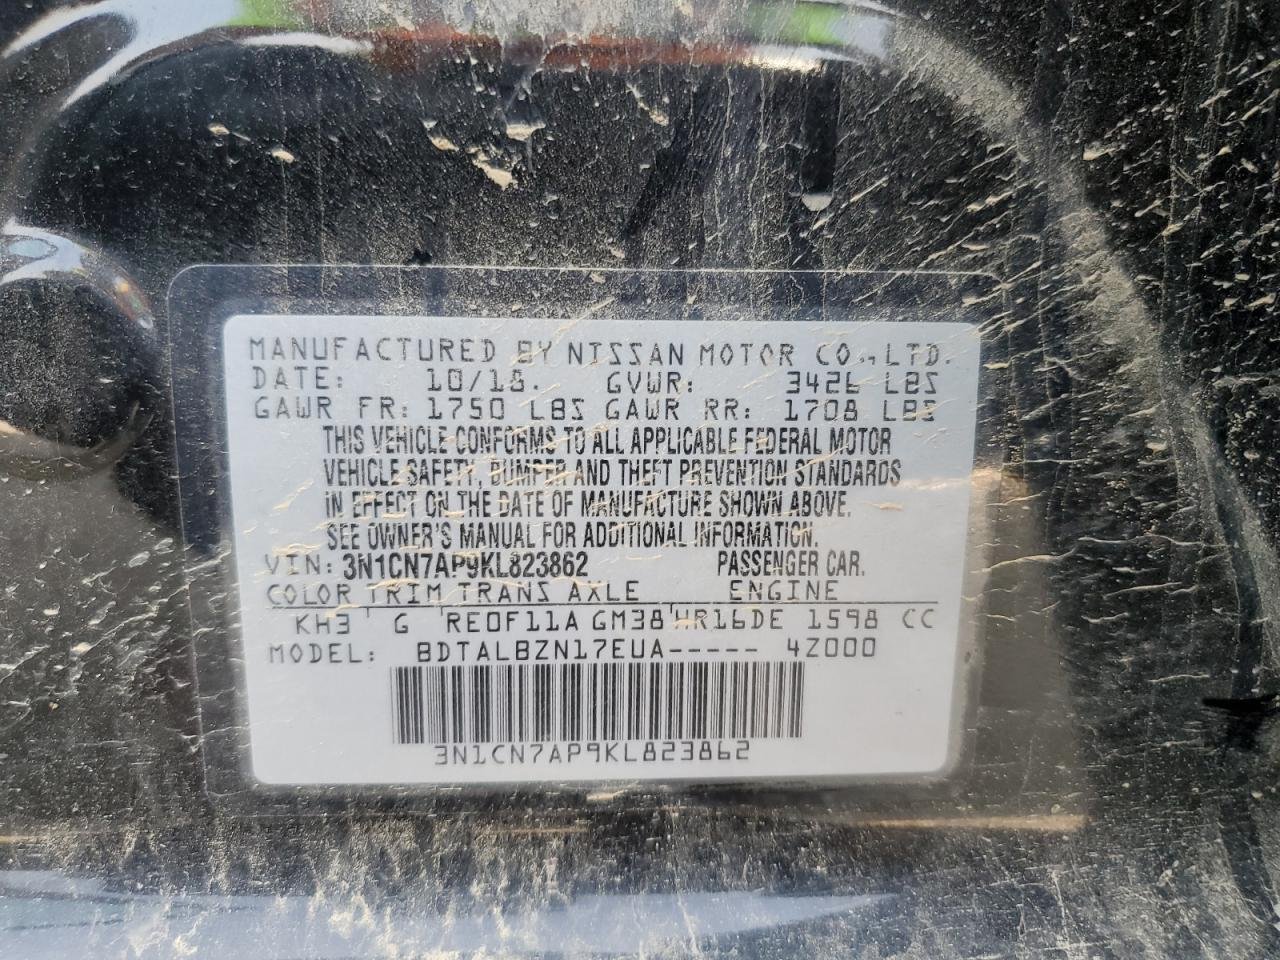 MANUFACTURED BY NISSAN MOTOR CO.,LTD.
DATE: 10/18. GVWR: 3426 LBS
GAWR FR: 1750 LBS GAWR RR: 1708 LBS
THIS VEHICLE CONFORMS TO ALL APPLICABLE FEDERAL MOTOR
VEHICLE SAFETY, BUMPER AND THEFT PREVENTION STANDARDS
IN EFFECT ON THE DATE OF MANUFACTURE SHOWN ABOVE.
SEE OWNER'S MANUAL FOR ADDITIONAL INFORMATION.
VIN: 3N1CN7AP9KL823862 PASSENGER CAR.
COLOR TRIM TRANS AXLE ENGINE
KH3 G RE0F11A GM38 HR16DE 1598 CC
MODEL: BDTALBZN17EUA----- 4Z000
3N1CN7AP9KL823862